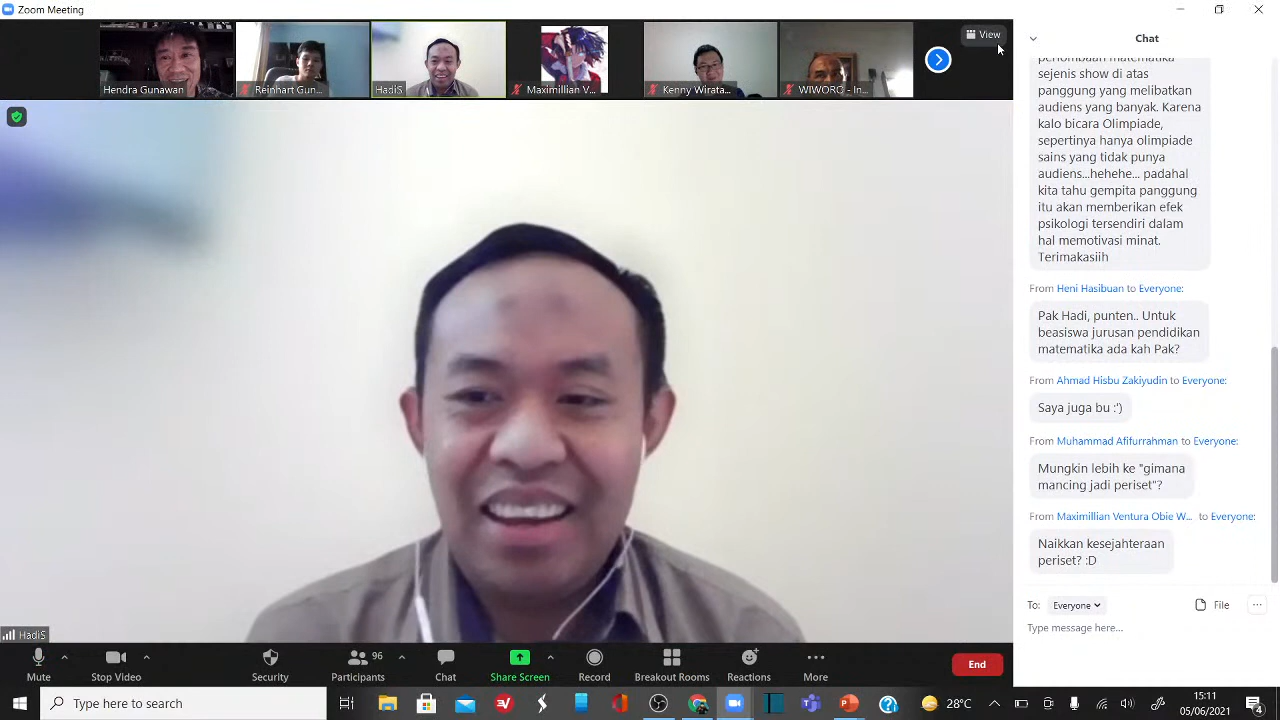 Zoom Meeting
View
Hendra Gunawan
Reinhart Gun...
HadiS
Maximillian V...
Kenny Wirata...
WIWORO - In...
Chat
sejenis show di atas
panggung yang melibatkan
audiens yang banyak. Karena
kalo bicara Olimpiade,
sepertinya hanya olimpiade
sains yang tidak punya
audiens...hehehe... padahal
kita tahu gempita panggung
itu akan memberikan efek
psikologi tersendiri dalam
hal memotivasi minat.
Terimakasiih
From Heni Hasibuan to Everyone:
Pak Hadi, punten.. Untuk
beasiswa jurusan pendidikan
matematika ada kah Pak?
From Ahmad Hisbu Zakiyudin to Everyone:
Saya juga bu :')
From Muhammad Afifurrahman to Everyone:
Mungkin lebih ke "gimana
mancing jadi periset"?
From Maximillian Ventura Obie W... to Everyone:
Naikkan kesejahteraan
periset? :D
To: Everyone File
Type message here...
HadiS
Mute
Stop Video
Security
96
Participants
Chat
Share Screen
Record
Breakout Rooms
Reactions
More
End
Type here to search
28°C
15:11
05/06/2021
4